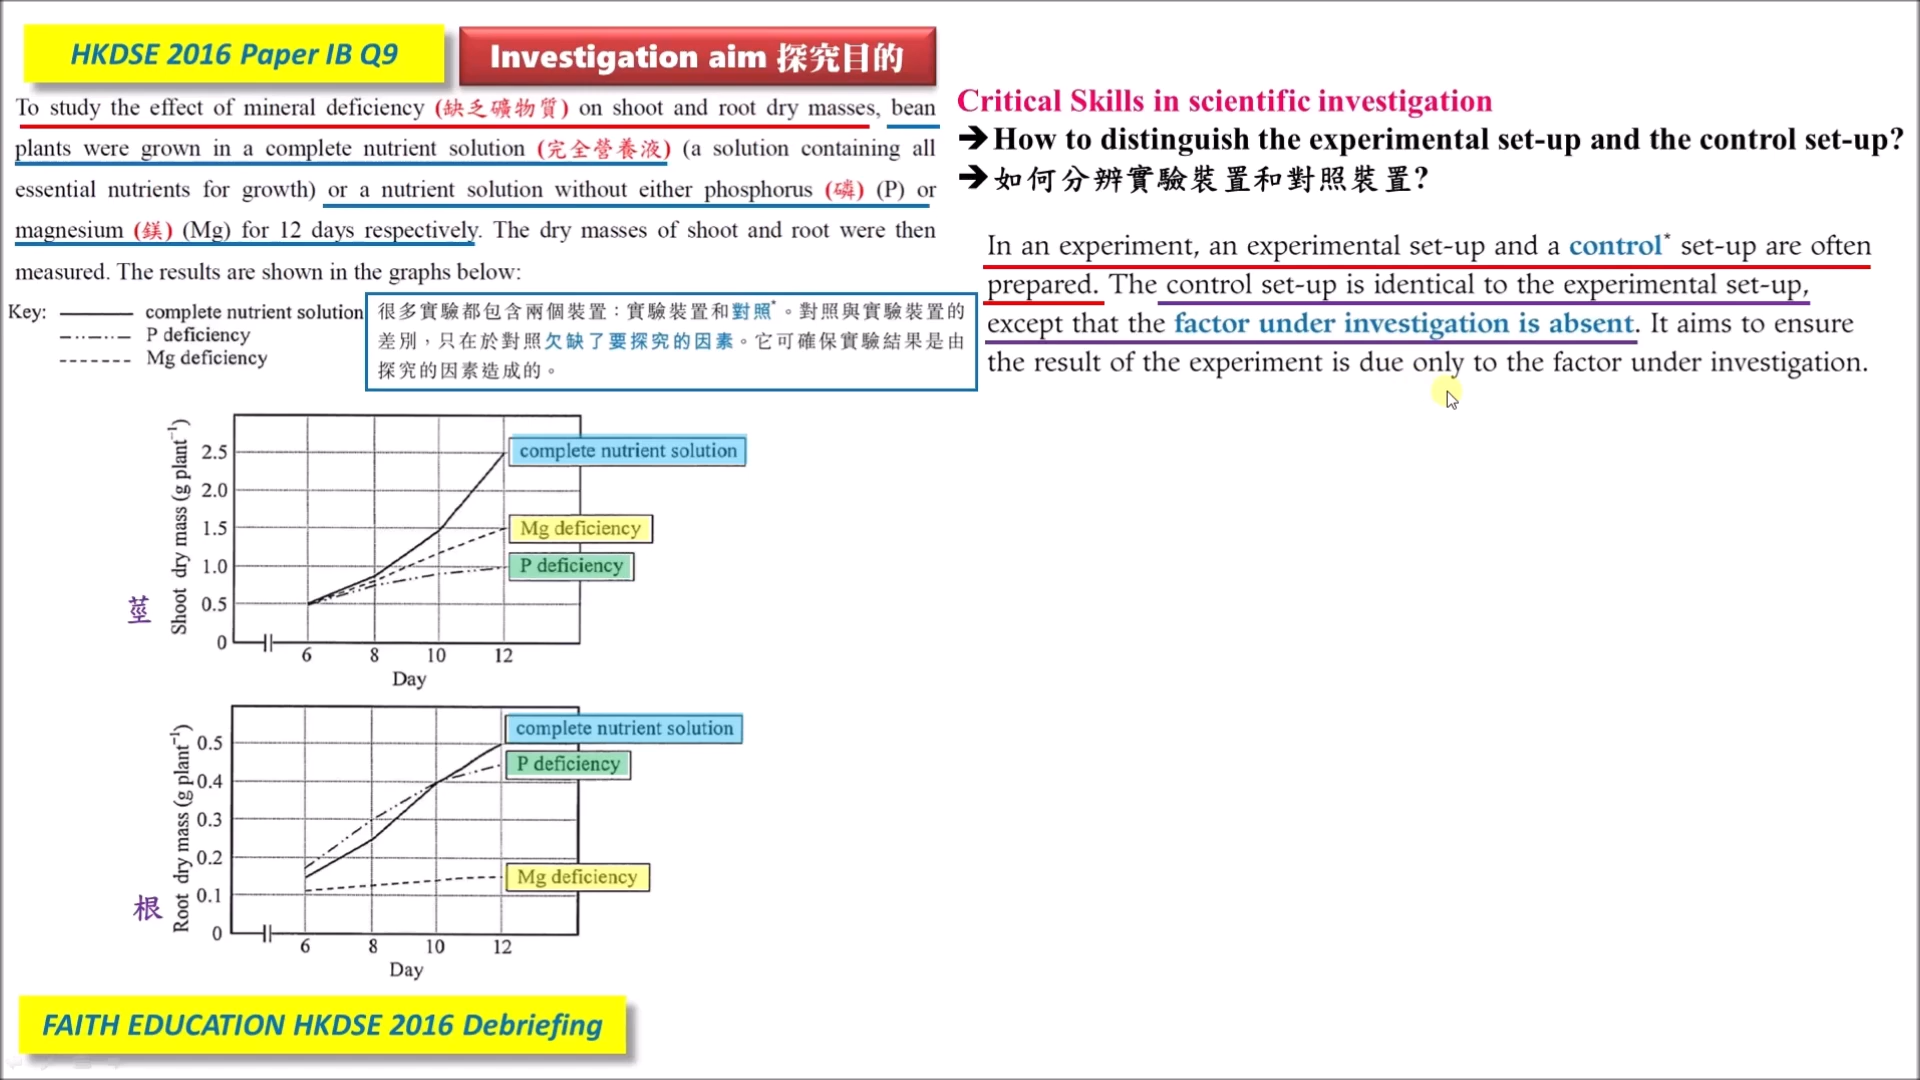 HKDSE 2016 Paper IB Q9
Investigation aim 探究目的
To study the effect of mineral deficiency (缺乏礦物質) on shoot and root dry masses, bean
plants were grown in a complete nutrient solution (完全營養液) (a solution containing all
essential nutrients for growth) or a nutrient solution without either phosphorus (磷) (P) or
magnesium (鎂) (Mg) for 12 days respectively. The dry masses of shoot and root were then
measured. The results are shown in the graphs below:
Key: complete nutrient solution
P deficiency
Mg deficiency
很多實驗都包含兩個裝置：實驗裝置和對照*。對照與實驗裝置的
差別，只在於對照欠缺了要探究的因素。它可確保實驗結果是由
探究的因素造成的。
Critical Skills in scientific investigation
➔How to distinguish the experimental set-up and the control set-up?
➔如何分辨實驗裝置和對照裝置?
In an experiment, an experimental set-up and a control* set-up are often
prepared. The control set-up is identical to the experimental set-up,
except that the factor under investigation is absent. It aims to ensure
the result of the experiment is due only to the factor under investigation.
莖
Shoot dry mass (g plant⁻¹)
2.5
2.0
1.5
1.0
0.5
0
6 8 10 12
Day
complete nutrient solution
Mg deficiency
P deficiency
根
Root dry mass (g plant⁻¹)
0.5
0.4
0.3
0.2
0.1
0
6 8 10 12
Day
complete nutrient solution
P deficiency
Mg deficiency
FAITH EDUCATION HKDSE 2016 Debriefing